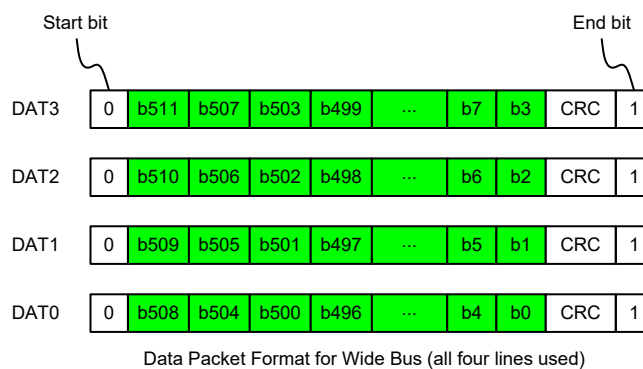 Start bit End bit
DAT3 0 b511 b507 b503 b499 ... b7 b3 CRC 1
DAT2 0 b510 b506 b502 b498 ... b6 b2 CRC 1
DAT1 0 b509 b505 b501 b497 ... b5 b1 CRC 1
DAT0 0 b508 b504 b500 b496 ... b4 b0 CRC 1
Data Packet Format for Wide Bus (all four lines used)